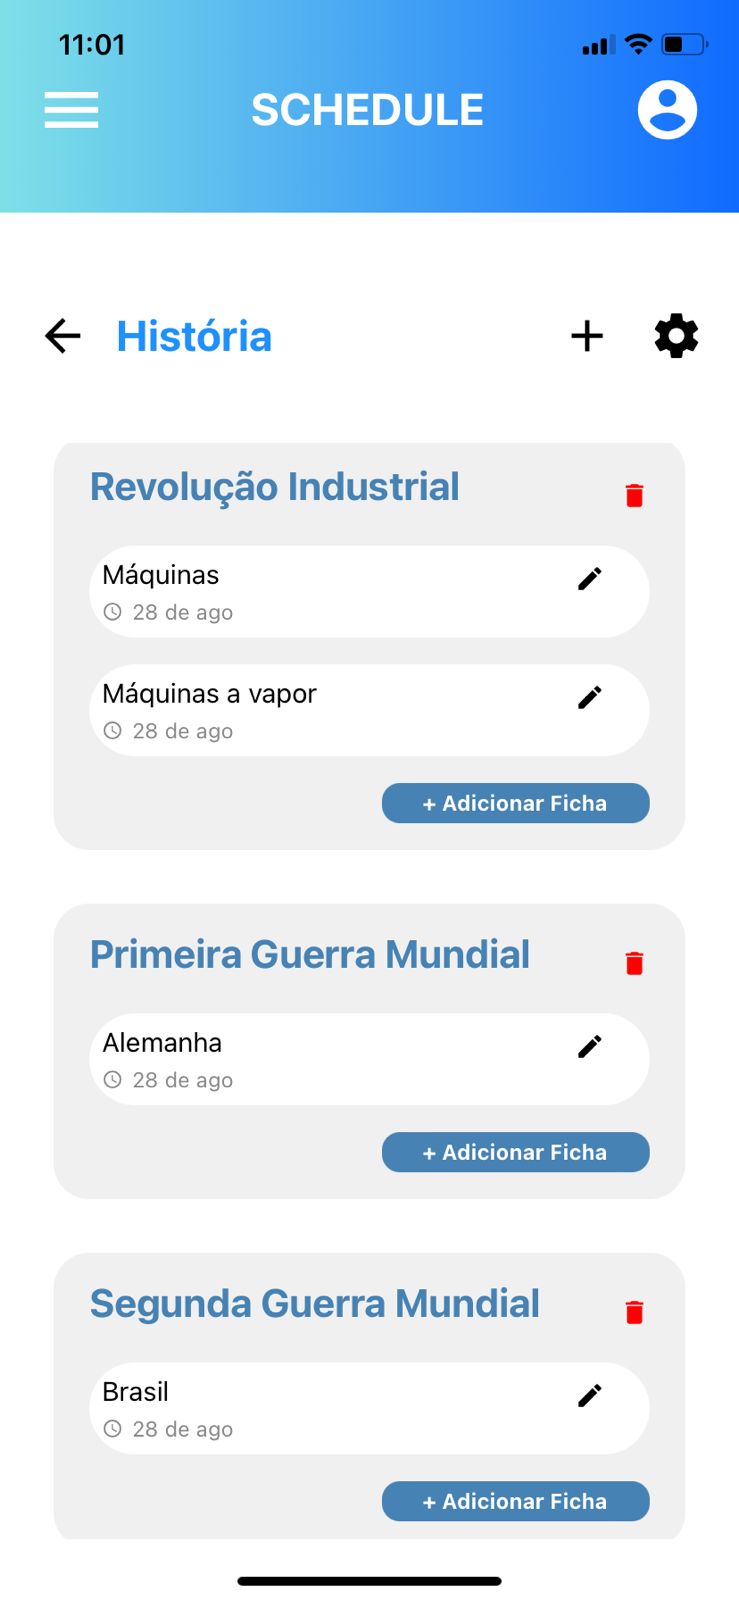 11:01
SCHEDULE
História
Revolução Industrial
Máquinas
28 de ago
Máquinas a vapor
28 de ago
+ Adicionar Ficha
Primeira Guerra Mundial
Alemanha
28 de ago
+ Adicionar Ficha
Segunda Guerra Mundial
Brasil
28 de ago
+ Adicionar Ficha